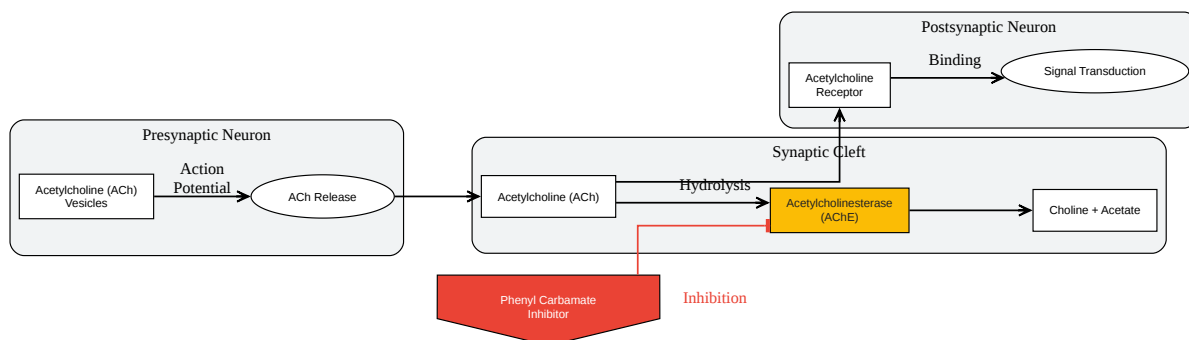 Postsynaptic Neuron
Binding
Acetylcholine
Receptor
Signal Transduction
Presynaptic Neuron
Action
Potential
Acetylcholine (ACh)
Vesicles
ACh Release
Synaptic Cleft
Acetylcholine (ACh)
Hydrolysis
Acetylcholinesterase
(AChE)
Choline + Acetate
Phenyl Carbamate
Inhibitor
Inhibition